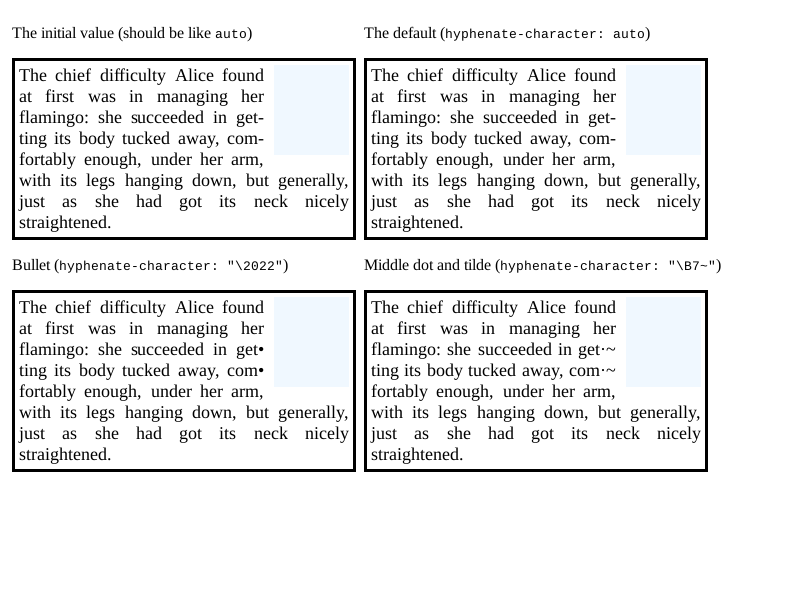 The initial value (should be like auto)
The chief difficulty Alice found
at first was in managing her
flamingo: she succeeded in get-
ting its body tucked away, com-
fortably enough, under her arm,
with its legs hanging down, but generally,
just as she had got its neck nicely
straightened.
The default (hyphenate-character: auto)
The chief difficulty Alice found
at first was in managing her
flamingo: she succeeded in get-
ting its body tucked away, com-
fortably enough, under her arm,
with its legs hanging down, but generally,
just as she had got its neck nicely
straightened.
Bullet (hyphenate-character: "\2022")
The chief difficulty Alice found
at first was in managing her
flamingo: she succeeded in get•
ting its body tucked away, com•
fortably enough, under her arm,
with its legs hanging down, but generally,
just as she had got its neck nicely
straightened.
Middle dot and tilde (hyphenate-character: "\B7~")
The chief difficulty Alice found
at first was in managing her
flamingo: she succeeded in get·~
ting its body tucked away, com·~
fortably enough, under her arm,
with its legs hanging down, but generally,
just as she had got its neck nicely
straightened.